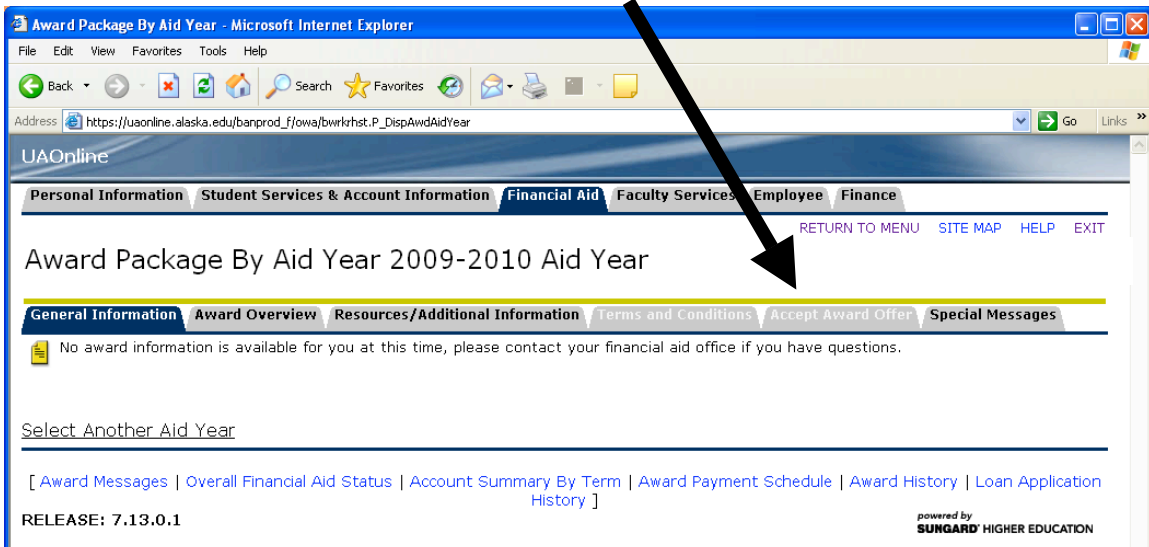 Award Package By Aid Year - Microsoft Internet Explorer
File Edit View Favorites Tools Help
Back Search Favorites
Address https://uaonline.alaska.edu/banprod_f/owa/bwrkrhst.P_DispAwdAidYear Go Links »
UAOnline
Personal Information Student Services & Account Information Financial Aid Faculty Services Employee Finance
RETURN TO MENU SITE MAP HELP EXIT
Award Package By Aid Year 2009-2010 Aid Year
General Information Award Overview Resources/Additional Information Terms and Conditions Accept Award Offer Special Messages
No award information is available for you at this time, please contact your financial aid office if you have questions.
Select Another Aid Year
[ Award Messages | Overall Financial Aid Status | Account Summary By Term | Award Payment Schedule | Award History | Loan Application
History ]
RELEASE: 7.13.0.1
powered by
SUNGARD' HIGHER EDUCATION